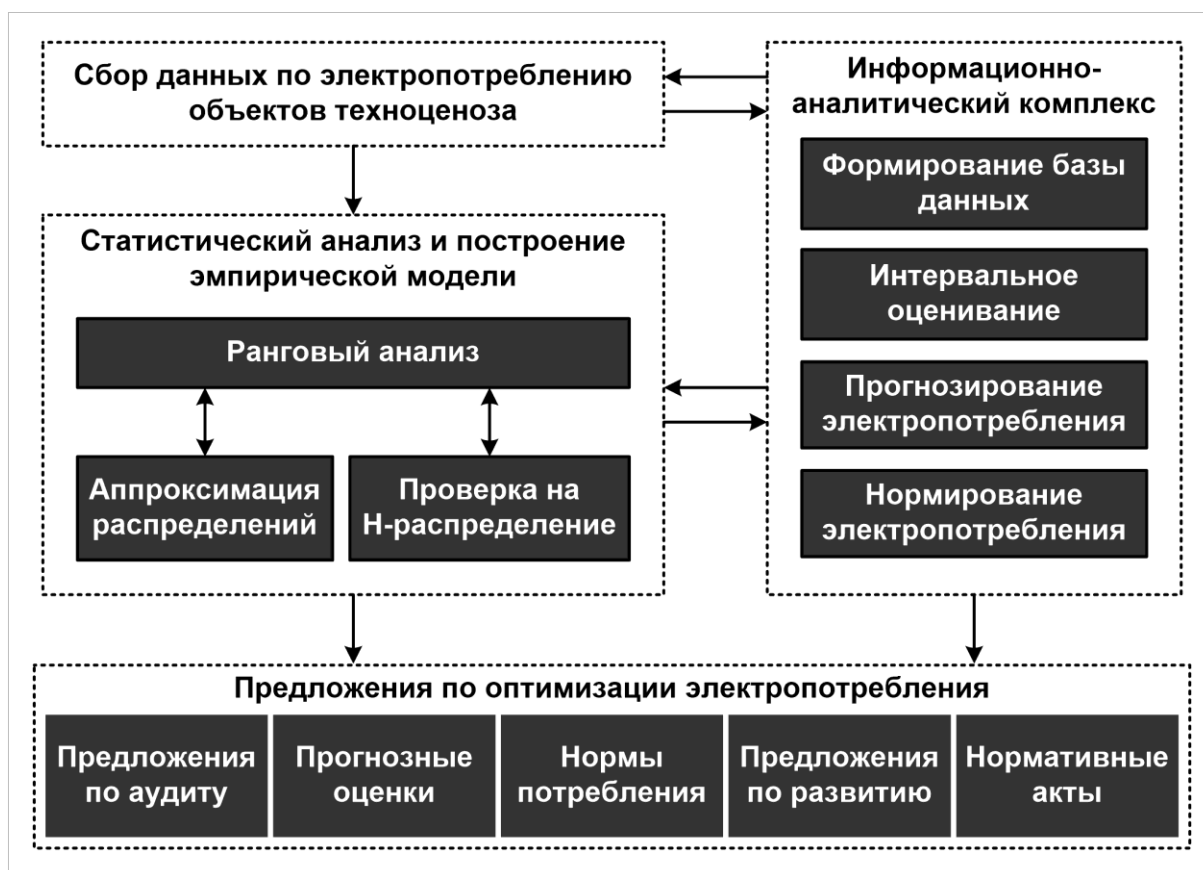 Сбор данных по электропотреблению
объектов техноценоза
Статистический анализ и построение
эмпирической модели
Ранговый анализ
Аппроксимация
распределений
Проверка на
Н-распределение
Информационно-
аналитический комплекс
Формирование базы
данных
Интервальное
оценивание
Прогнозирование
электропотребления
Нормирование
электропотребления
Предложения по оптимизации электропотребления
Предложения
по аудиту
Прогнозные
оценки
Нормы
потребления
Предложения
по развитию
Нормативные
акты